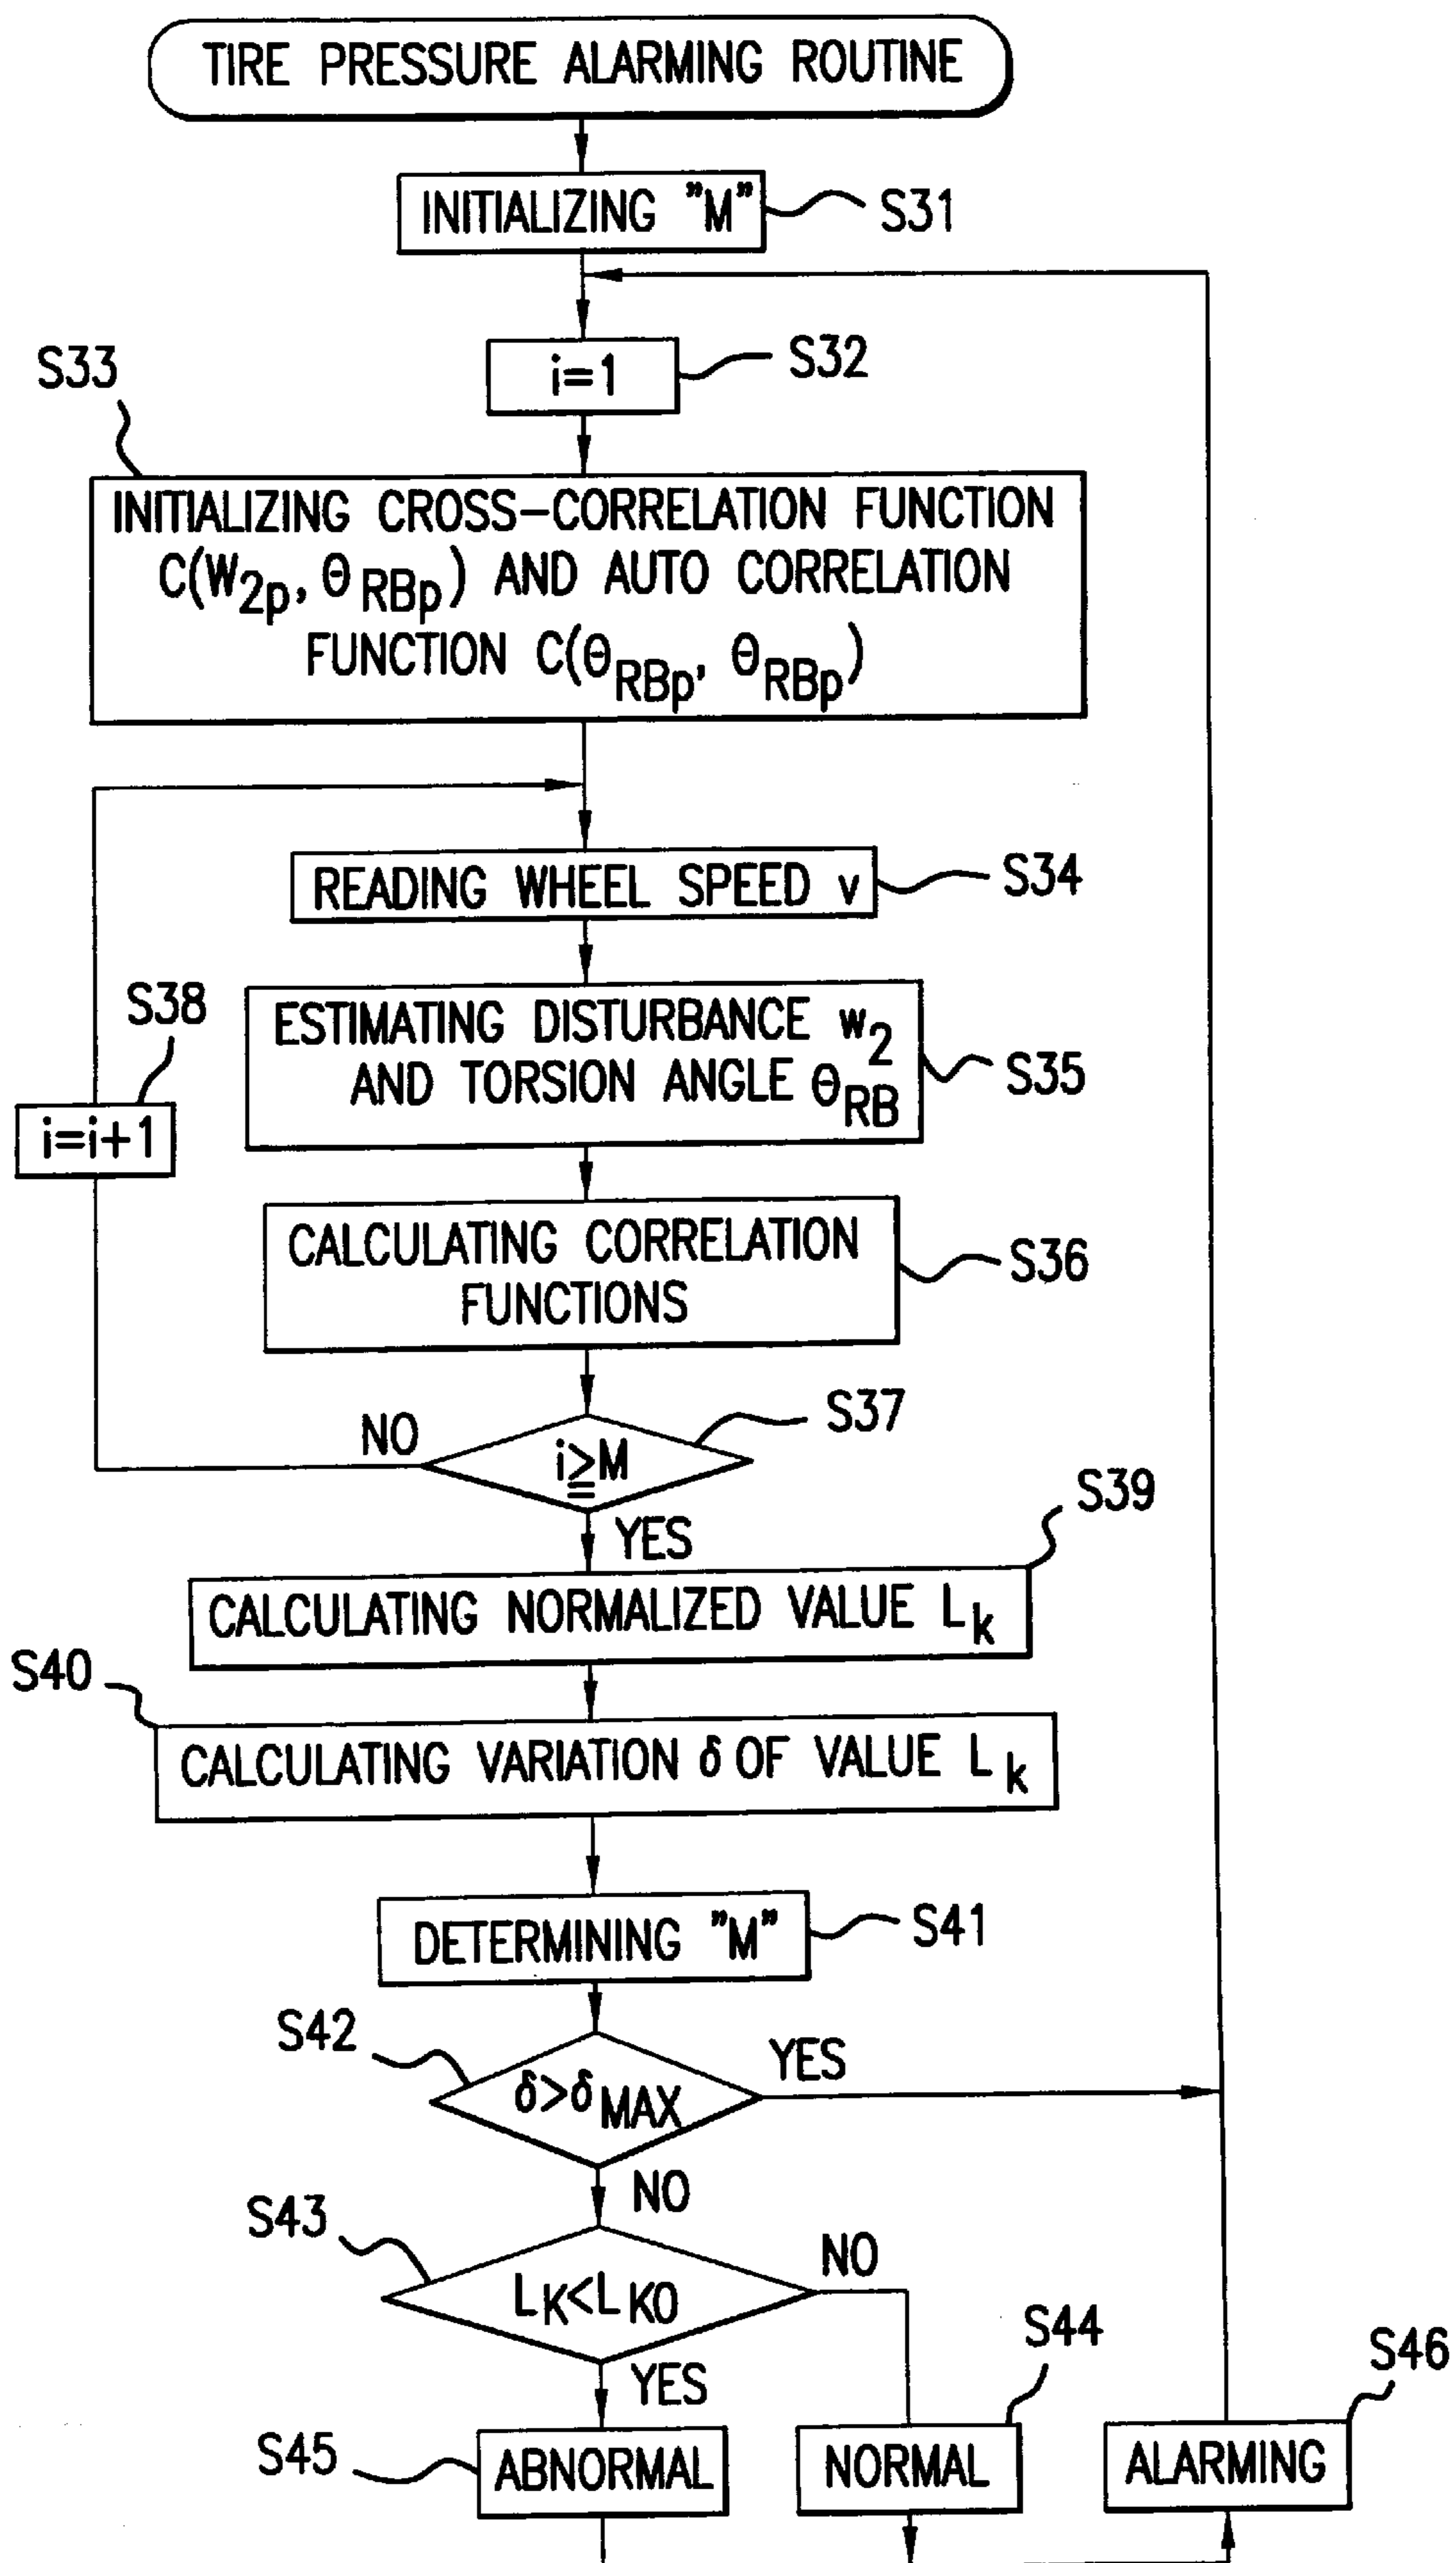 TIRE PRESSURE ALARMING ROUTINE
INITIALIZING "M"
S31
i=1
S32
S33
INITIALIZING CROSS-CORRELATION FUNCTION
C(W2p, θRBp) AND AUTO CORRELATION
FUNCTION C(θRBp, θRBp)
READING WHEEL SPEED v
S34
ESTIMATING DISTURBANCE w2
AND TORSION ANGLE θRB
S35
S38
i=i+1
CALCULATING CORRELATION
FUNCTIONS
S36
NO
i≧M
S37
YES
S39
CALCULATING NORMALIZED VALUE Lk
S40
CALCULATING VARIATION δ OF VALUE Lk
DETERMINING "M"
S41
S42
δ>δMAX
YES
NO
S43
LK<LK0
NO
YES
S44
S46
S45
ABNORMAL
NORMAL
ALARMING